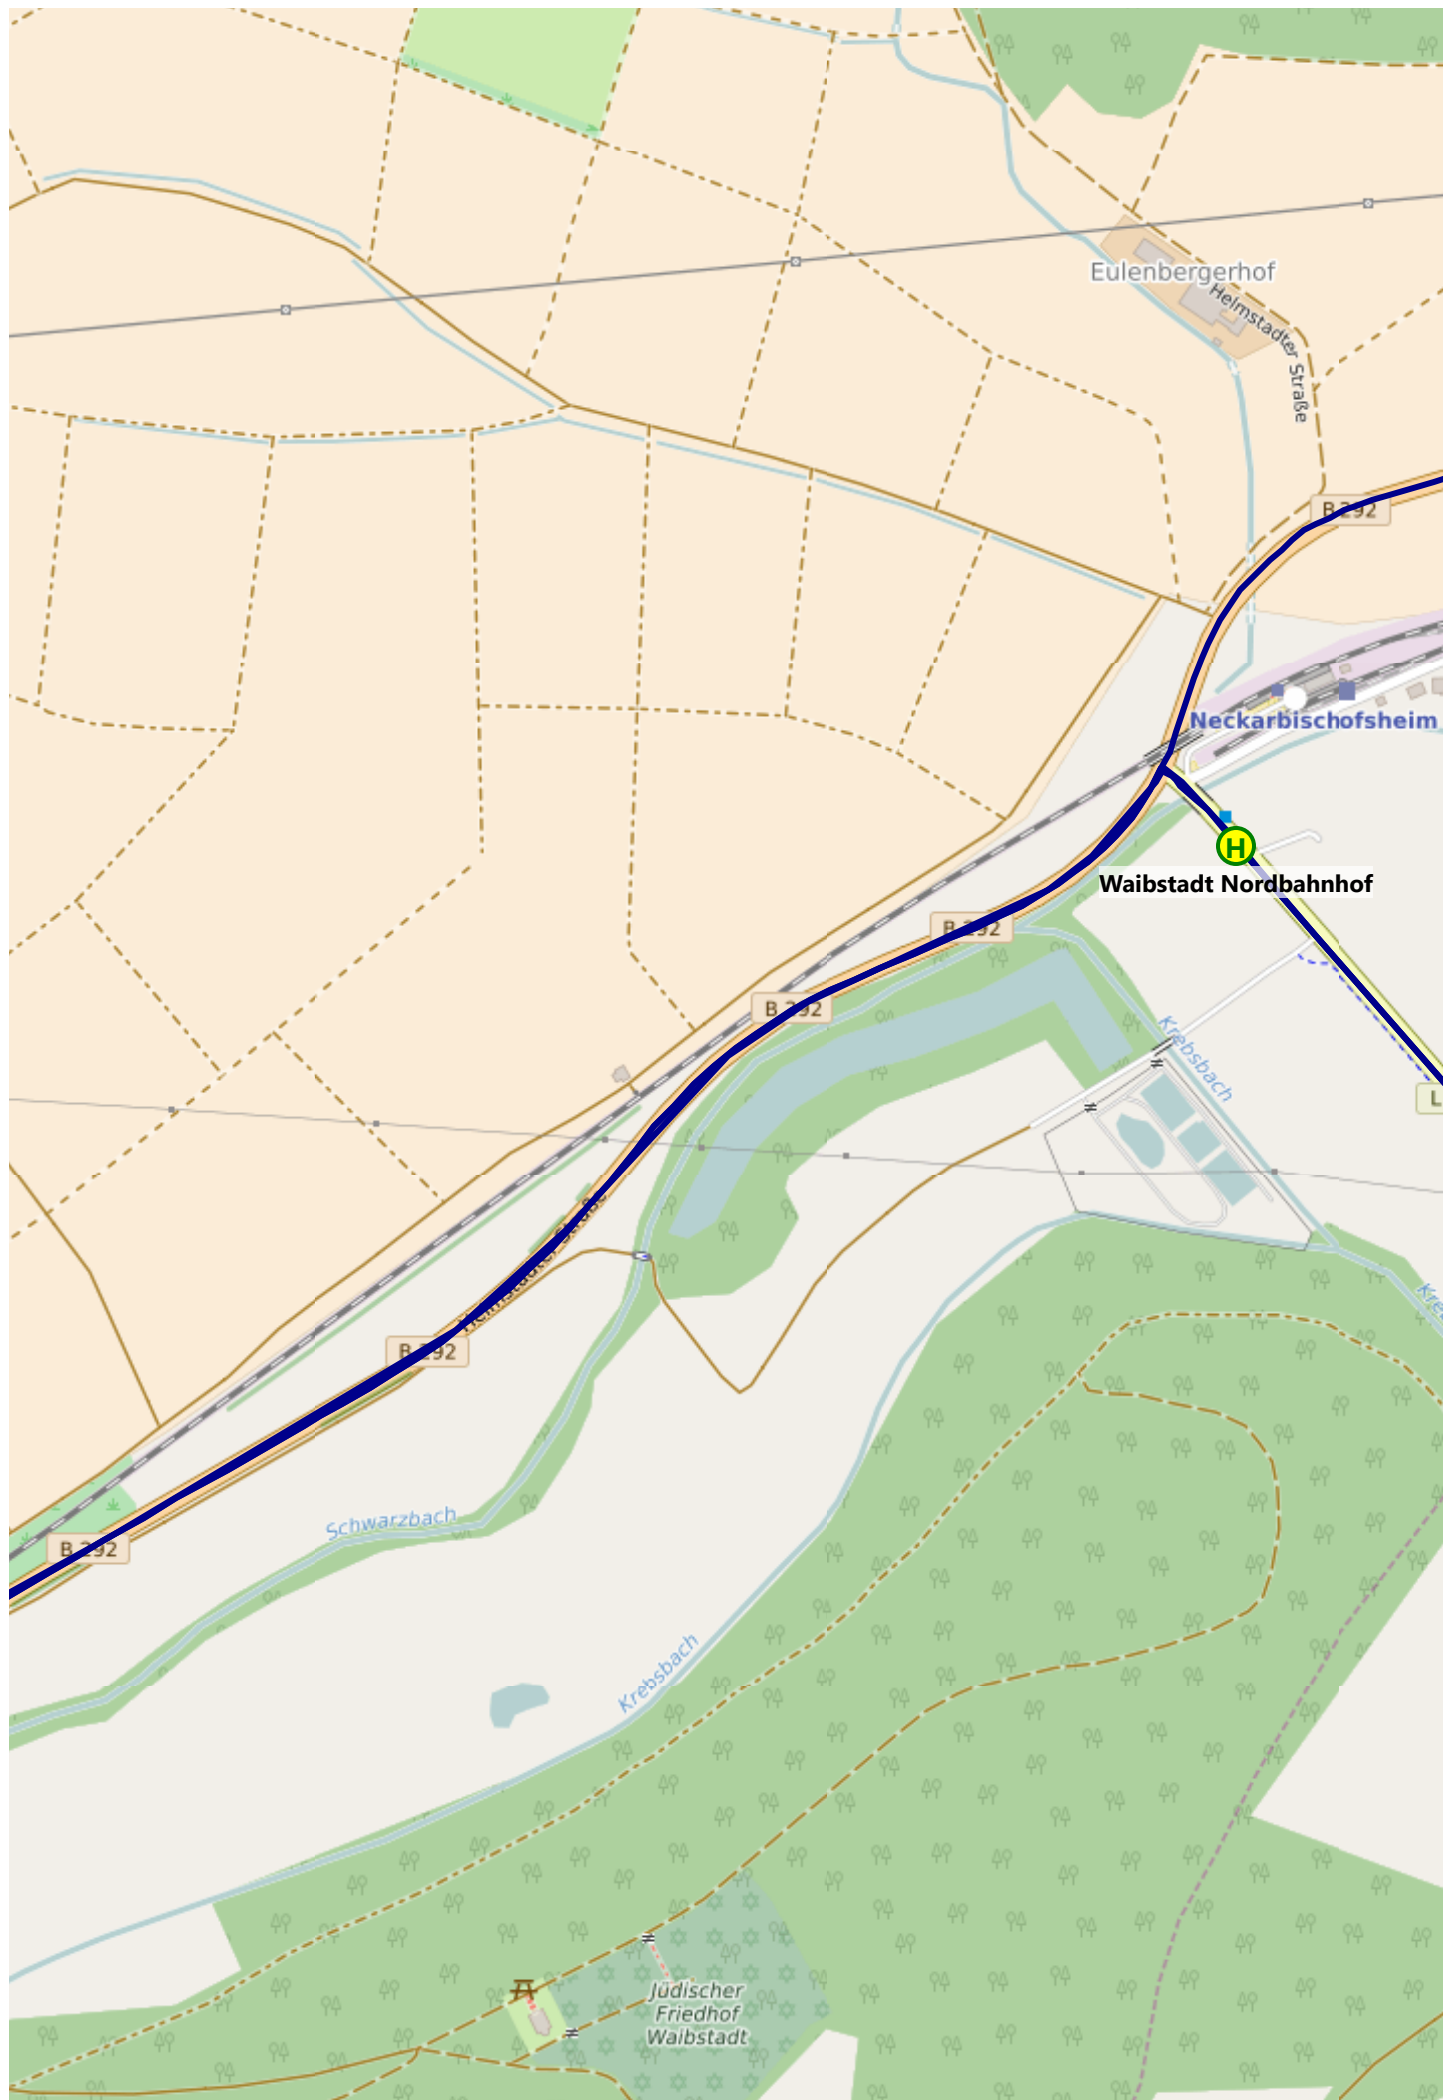 Eulenbergerhof
Helmstadter Straße
B 292
Neckarbischofsheim
H
Waibstadt Nordbahnhof
B 292
B 292
Krebsbach
L
Helmstadter Straße
B 292
Schwarzbach
B 292
Krebsbach
Jüdischer
Friedhof
Waibstadt